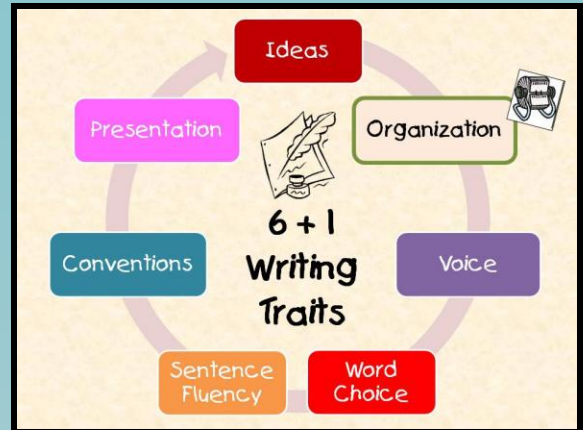 Ideas
Organization
Voice
Word
Choice
Sentence
Fluency
Conventions
Presentation
6 + 1
Writing
Traits